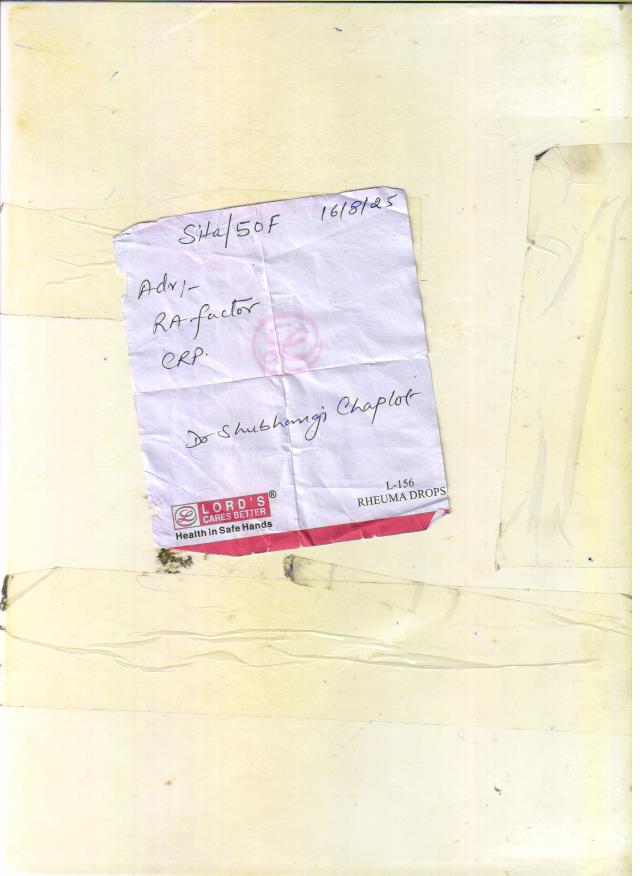 Sita/50F 16/8/25
Adv/-
RA factor
CRP.
Dr Shubhangi Chaplot
L-156
RHEUMA DROPS
LORD'S®
CARES BETTER
Health in Safe Hands